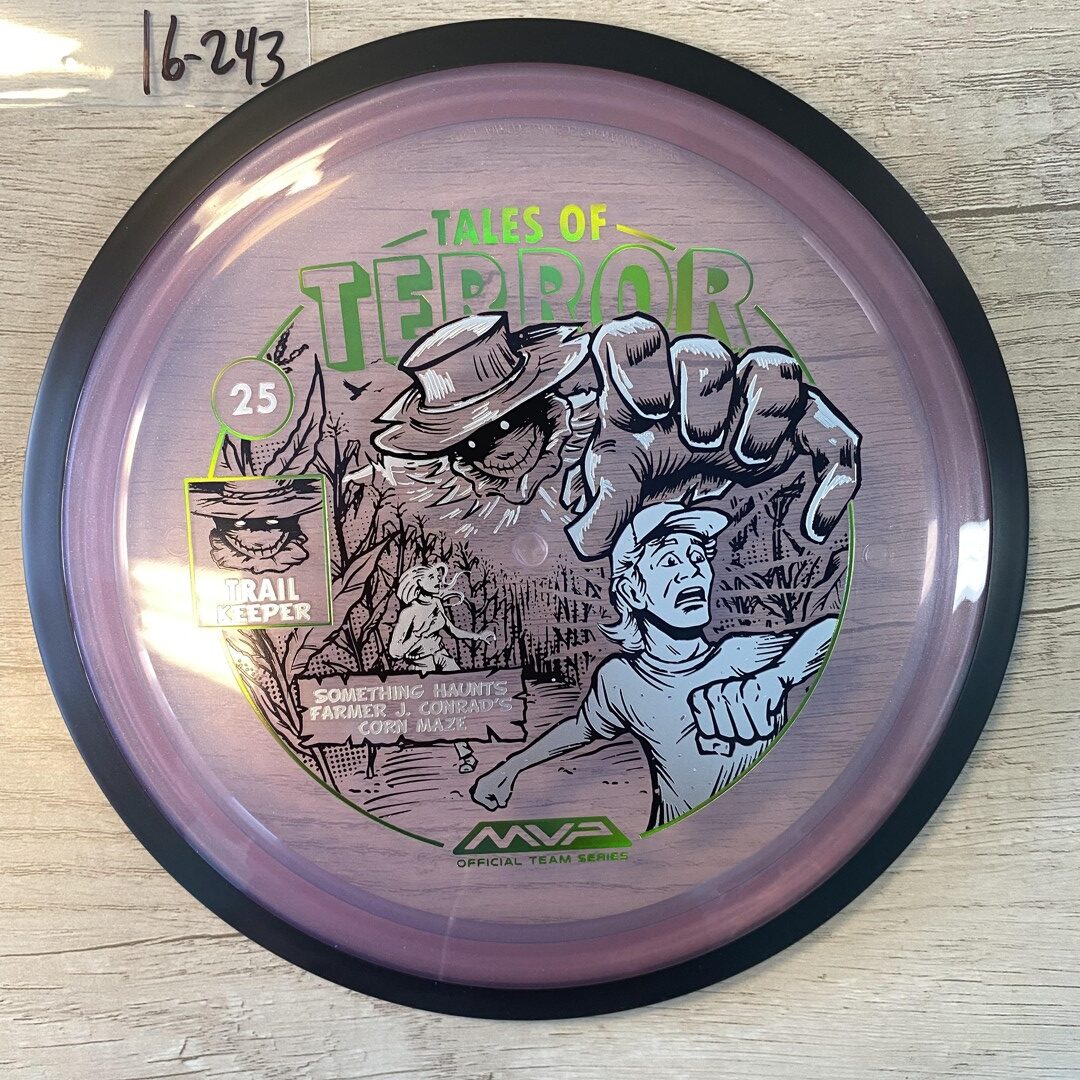 16-243
TALES OF
TERROR
25
TRAIL
KEEPER
SOMETHING HAUNTS
FARMER J. CONRAD'S
CORN MAZE
MVP
OFFICIAL TEAM SERIES